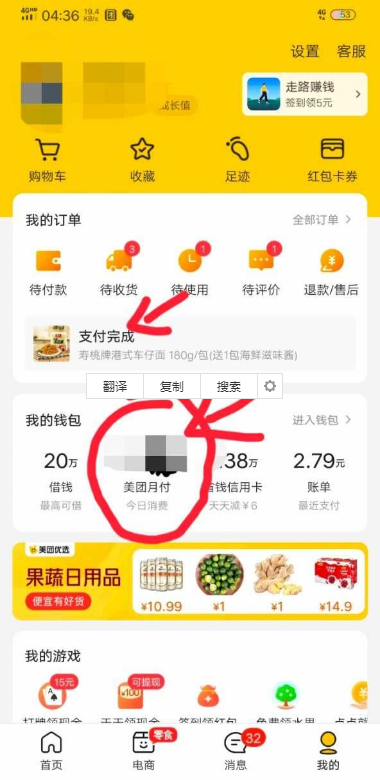 4G HD 04:36 19.4 KB/s 4G 53
设置 客服
走路赚钱
签到领5元
成长值
购物车 收藏 足迹 红包卡券
我的订单 全部订单
3 1 1
待付款 待收货 待使用 待评价 退款/售后
支付完成
寿桃牌港式车仔面 180g/包(送1包海鲜滋味酱)
翻译 复制 搜索
我的钱包 进入钱包
20万 38万 2.79元
借钱 美团月付 省钱信用卡 账单
最高可借 今日消费 天天减￥6 最近支付
美团优选
果蔬日用品
便宜有好货
¥10.99 ¥1 ¥1 ¥14.9
我的游戏
15元 可提现
¥100
打牌领现金 天天领现金 签到领红包 免费领水果
零食 32
首页 电商 消息 我的